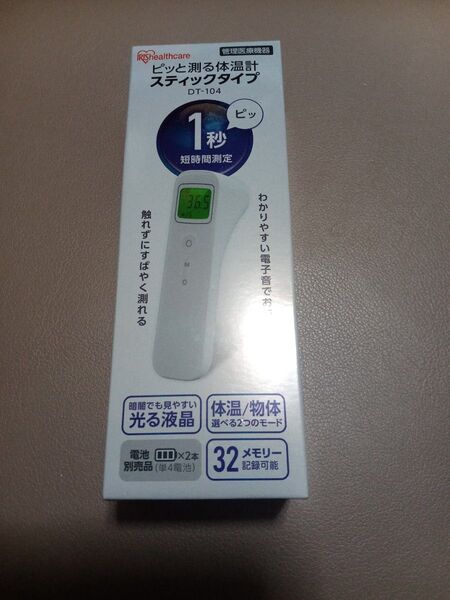 IRIShealthcare
管理医療機器
ピッと測る体温計
スティックタイプ
DT-104
ピッ
1秒
短時間測定
36.5
触れずにすばやく測れる
わかりやすい電子音でお
暗闇でも見やすい
光る液晶
体温/物体
選べる2つのモード
電池
別売品
×2本
(単4電池)
32
メモリー
記録可能